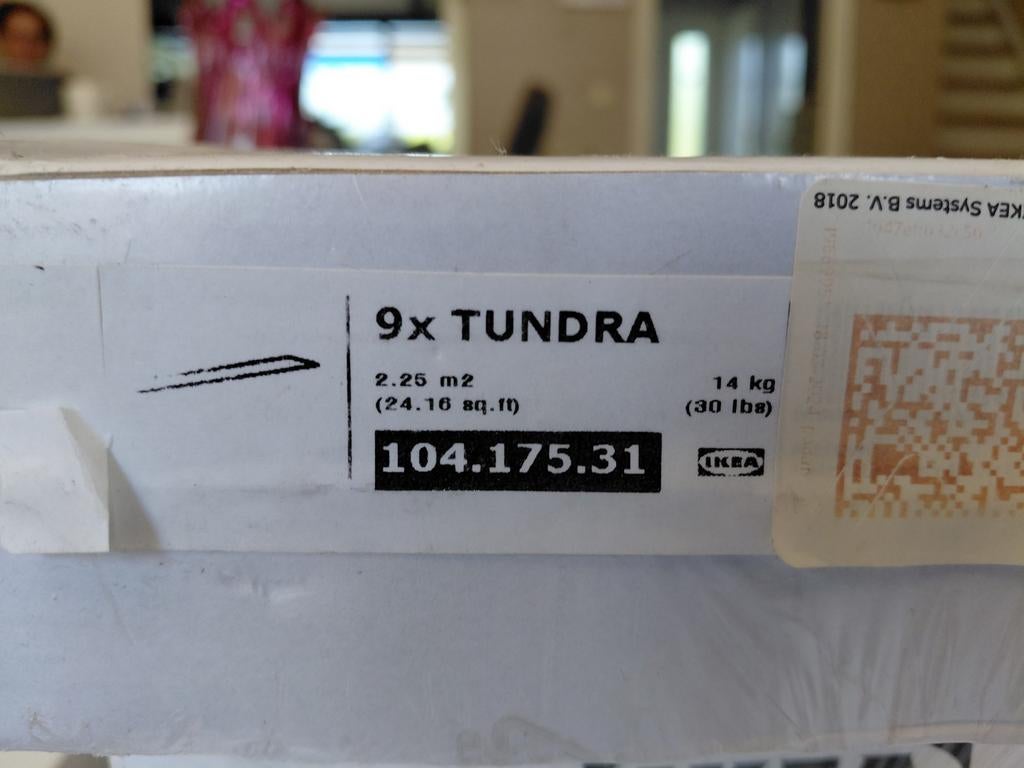 9x TUNDRA
2.25 m2
(24.16 sq.ft)
14 kg
(30 lbs)
104.175.31
IKEA
IKEA Systems B.V. 2018